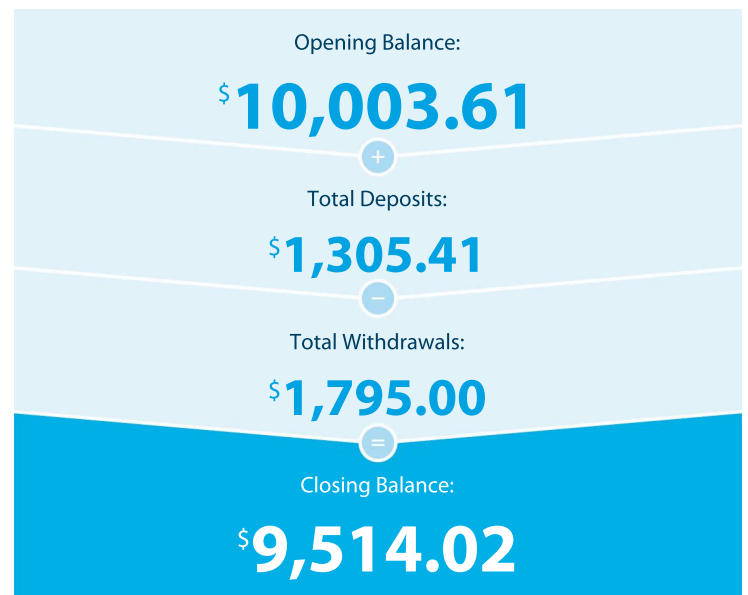 Opening Balance:
$10,003.61
+
Total Deposits:
$1,305.41
−
Total Withdrawals:
$1,795.00
=
Closing Balance:
$9,514.02